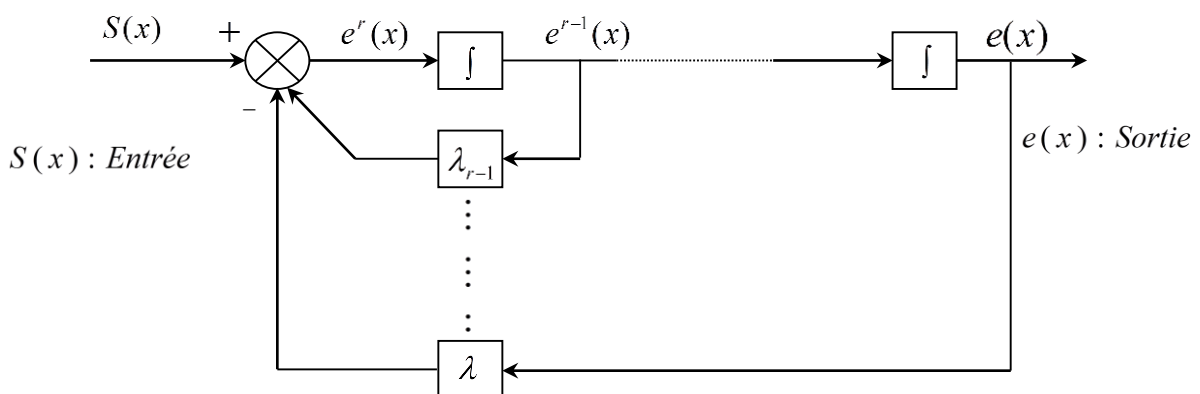 S(x) + e^r(x) ∫ e^{r-1}(x) ∫ e(x)
−
S(x) : Entrée λ_{r−1} e(x) : Sortie
λ